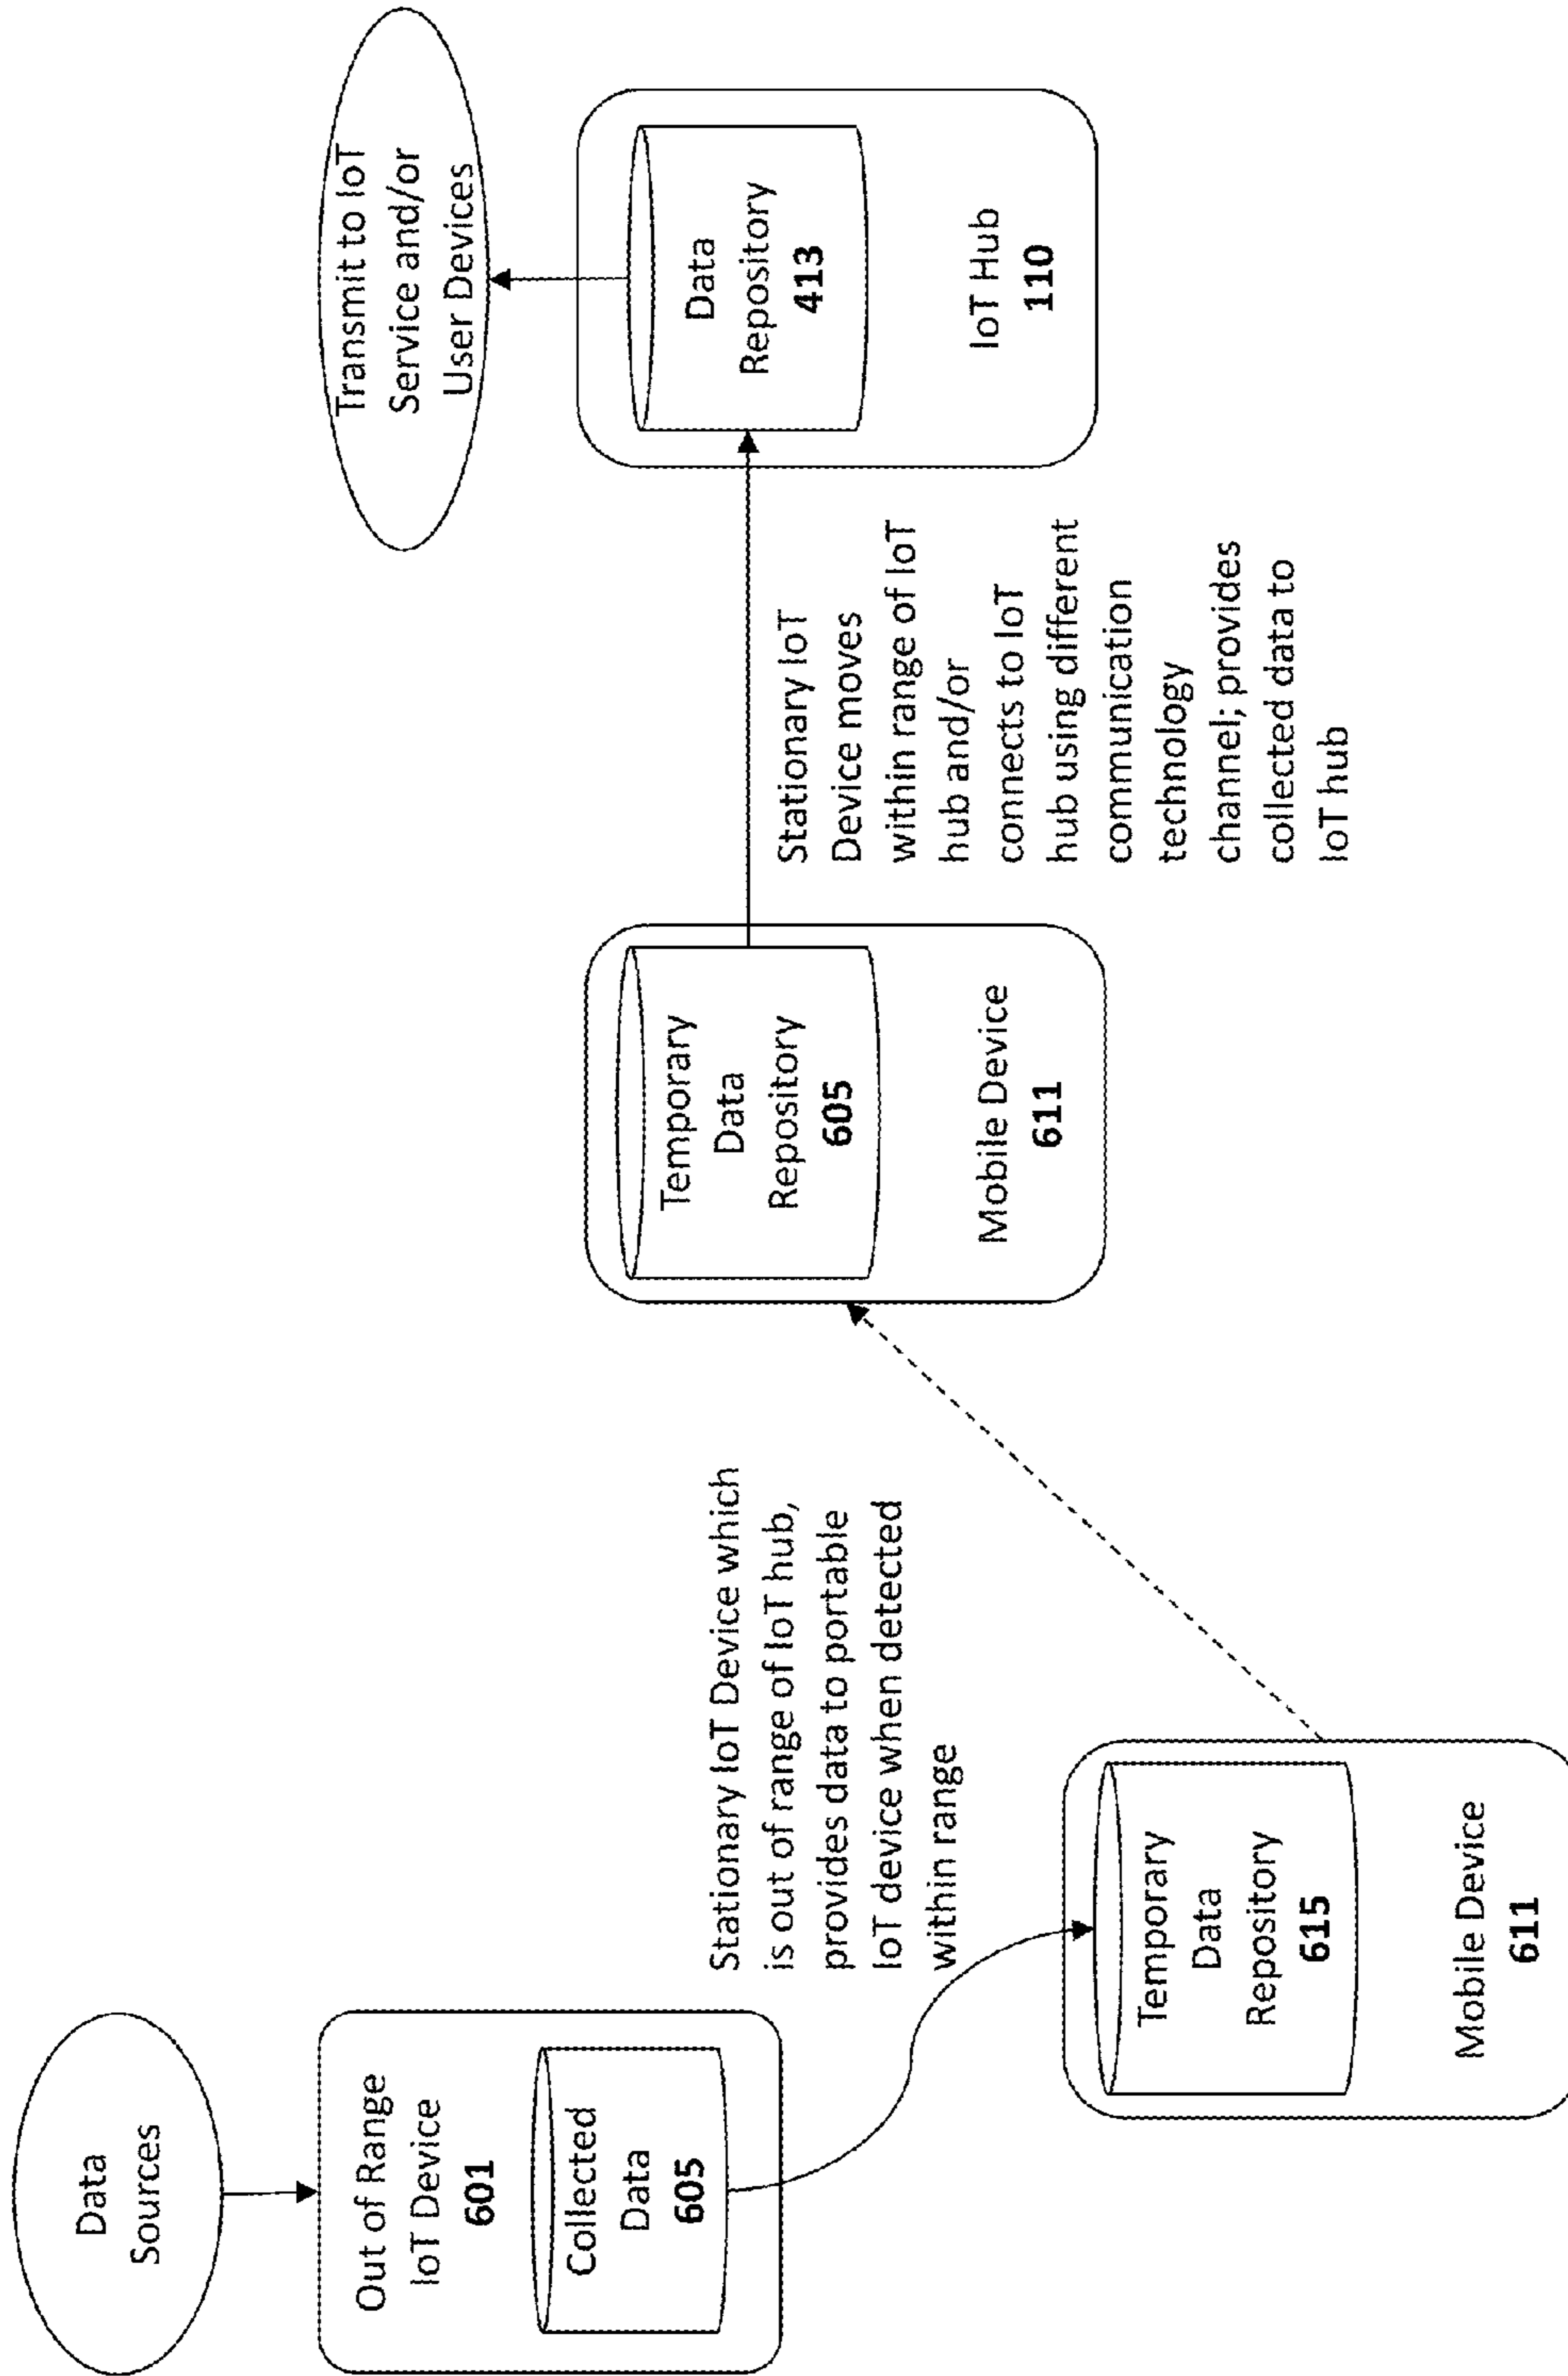 Data
Sources
Out of Range
IoT Device
601
Collected
Data
605
Stationary IoT Device which
is out of range of IoT hub,
provides data to portable
IoT device when detected
within range
Temporary
Data
Repository
615
Mobile Device
611
Temporary
Data
Repository
605
Mobile Device
611
Stationary IoT
Device moves
within range of IoT
hub and/or
connects to IoT
hub using different
communication
technology
channel; provides
collected data to
IoT hub
Transmit to IoT
Service and/or
User Devices
Data
Repository
413
IoT Hub
110